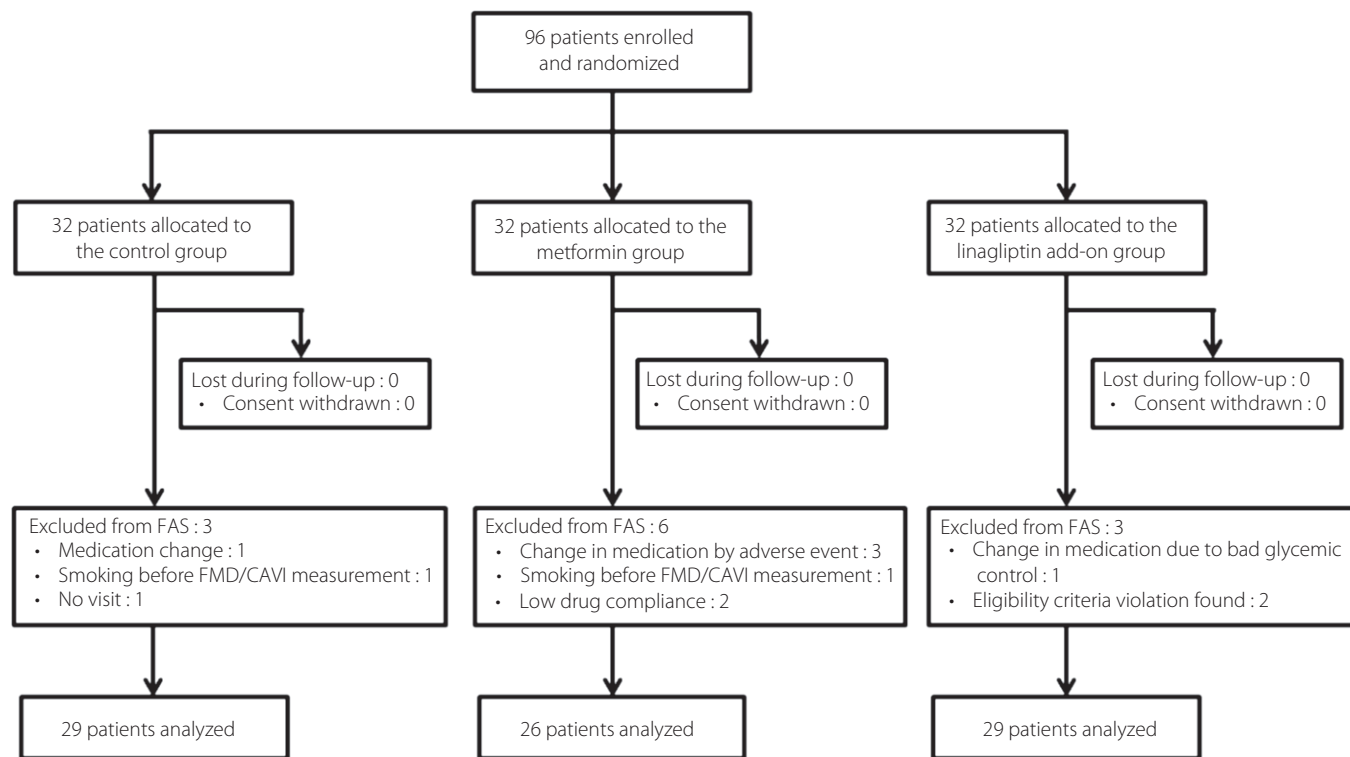 96 patients enrolled
and randomized
32 patients allocated to
the control group
32 patients allocated to the
metformin group
32 patients allocated to the
linagliptin add-on group
Lost during follow-up : 0
• Consent withdrawn : 0
Lost during follow-up : 0
• Consent withdrawn : 0
Lost during follow-up : 0
• Consent withdrawn : 0
Excluded from FAS : 3
• Medication change : 1
• Smoking before FMD/CAVI measurement : 1
• No visit : 1
Excluded from FAS : 6
• Change in medication by adverse event : 3
• Smoking before FMD/CAVI measurement : 1
• Low drug compliance : 2
Excluded from FAS : 3
• Change in medication due to bad glycemic
control : 1
• Eligibility criteria violation found : 2
29 patients analyzed
26 patients analyzed
29 patients analyzed